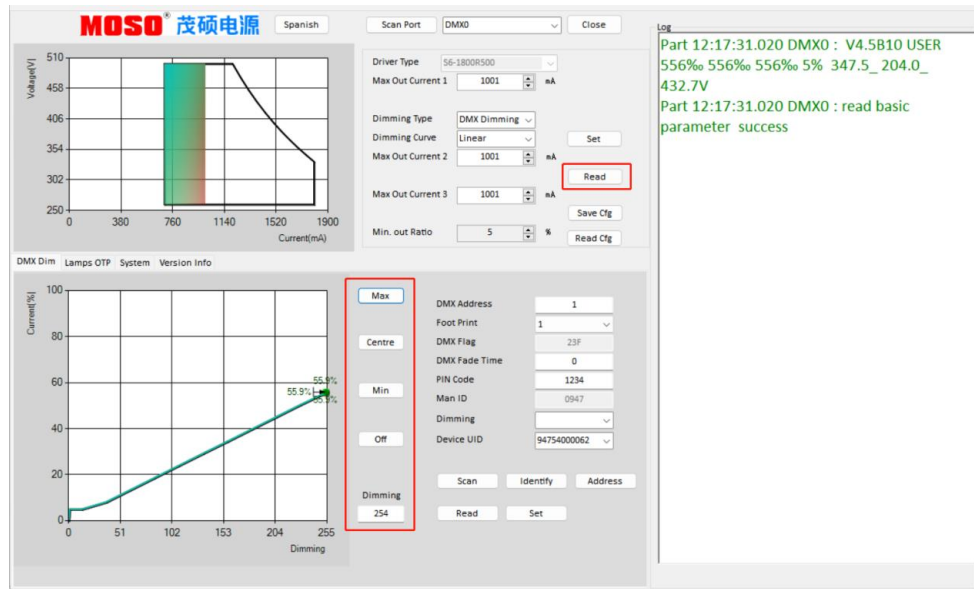 MOSO® 茂硕电源
Spanish
Scan Port
DMX0
Close
Log
Part 12:17:31.020 DMX0 : V4.5B10 USER
556‰ 556‰ 556‰ 5% 347.5_ 204.0_
432.7V
Part 12:17:31.020 DMX0 : read basic
parameter success
Voltage[V]
510
458
406
354
302
250
0 380 760 1140 1520 1900
Current(mA)
Driver Type S6-1800R500
Max Out Current 1 1001 mA
Dimming Type DMX Dimming
Dimming Curve Linear Set
Max Out Current 2 1001 mA
Read
Max Out Current 3 1001 mA
Save Cfg
Min. out Ratio 5 %
Read Cfg
DMX Dim Lamps OTP System Version Info
Current[%]
100
80
60
40
20
0
0 51 102 153 204 255
Dimming
55.9%
55.9%
55.9%
Max
Centre
Min
Off
Dimming
254
DMX Address 1
Foot Print 1
DMX Flag 23F
DMX Fade Time 0
PIN Code 1234
Man ID 0947
Dimming
Device UID 94754000062
Scan Identify Address
Read Set